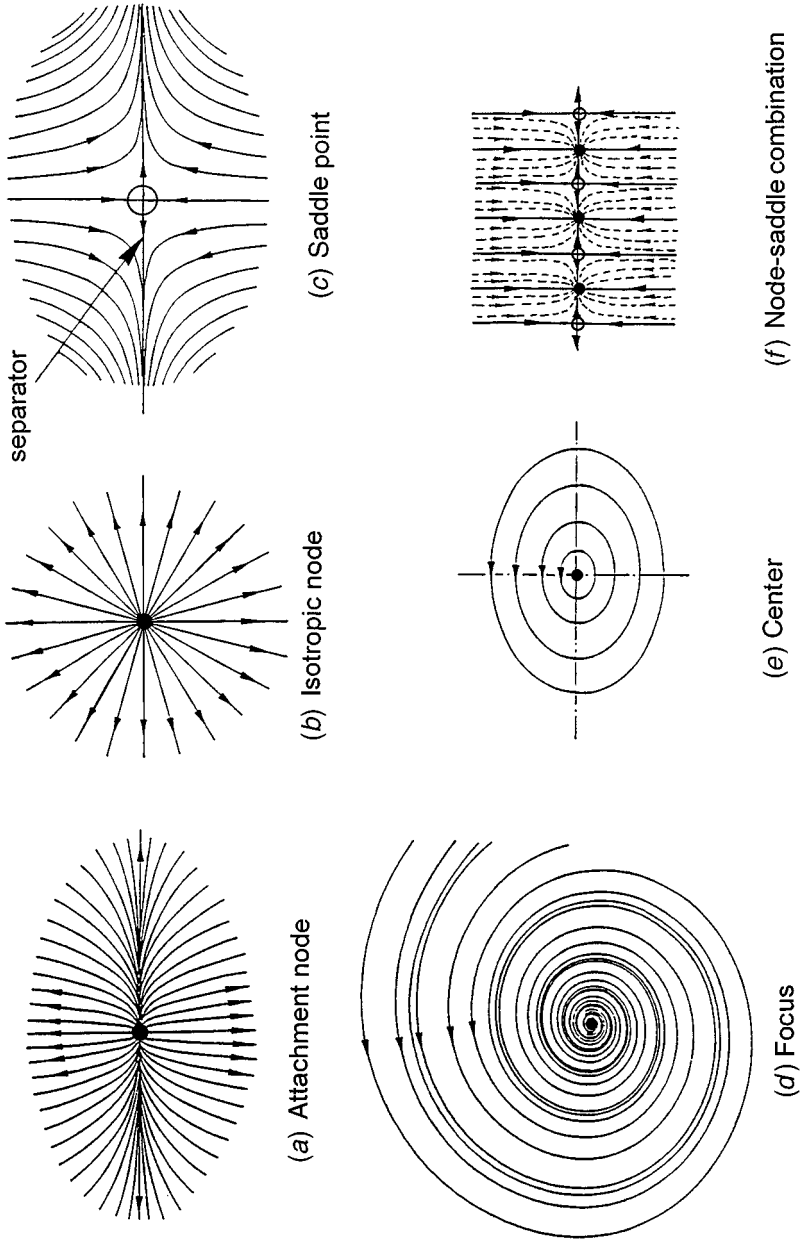 (a) Attachment node
(b) Isotropic node
separator
(c) Saddle point
(d) Focus
(e) Center
(f) Node-saddle combination